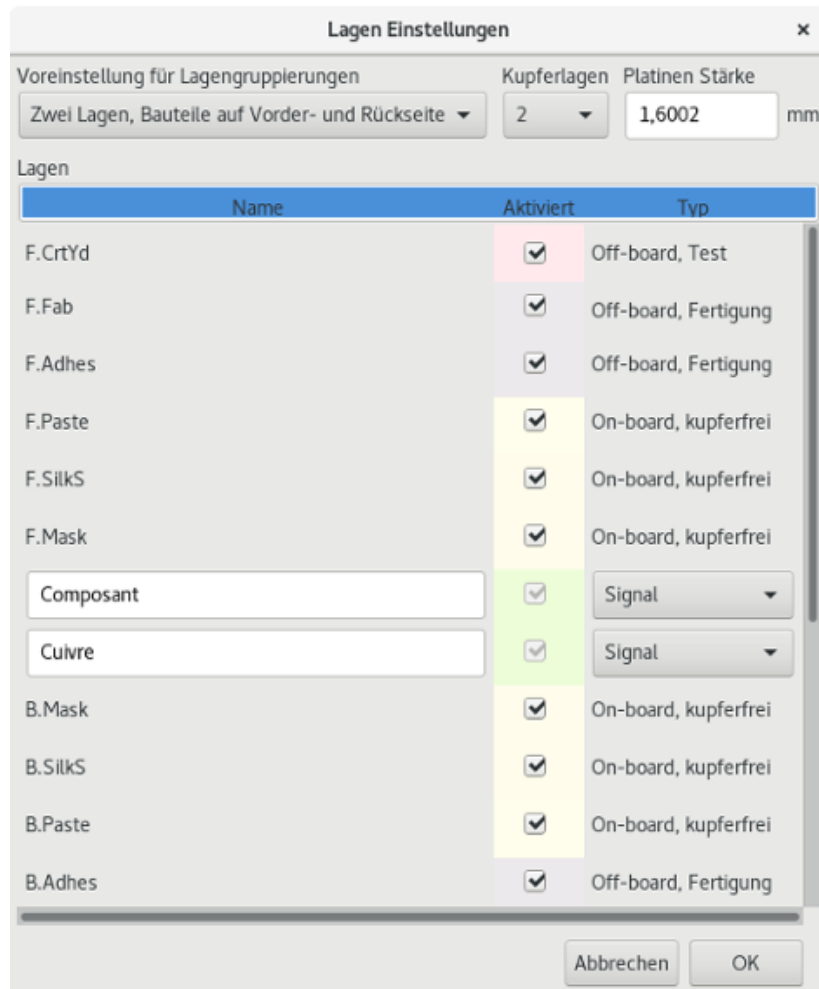 Lagen Einstellungen ×
Voreinstellung für Lagengruppierungen Kupferlagen Platinen Stärke
Zwei Lagen, Bauteile auf Vorder- und Rückseite 2 1,6002 mm
Lagen
Name Aktiviert Typ
F.CrtYd Off-board, Test
F.Fab Off-board, Fertigung
F.Adhes Off-board, Fertigung
F.Paste On-board, kupferfrei
F.SilkS On-board, kupferfrei
F.Mask On-board, kupferfrei
Composant Signal
Cuivre Signal
B.Mask On-board, kupferfrei
B.SilkS On-board, kupferfrei
B.Paste On-board, kupferfrei
B.Adhes Off-board, Fertigung
Abbrechen OK